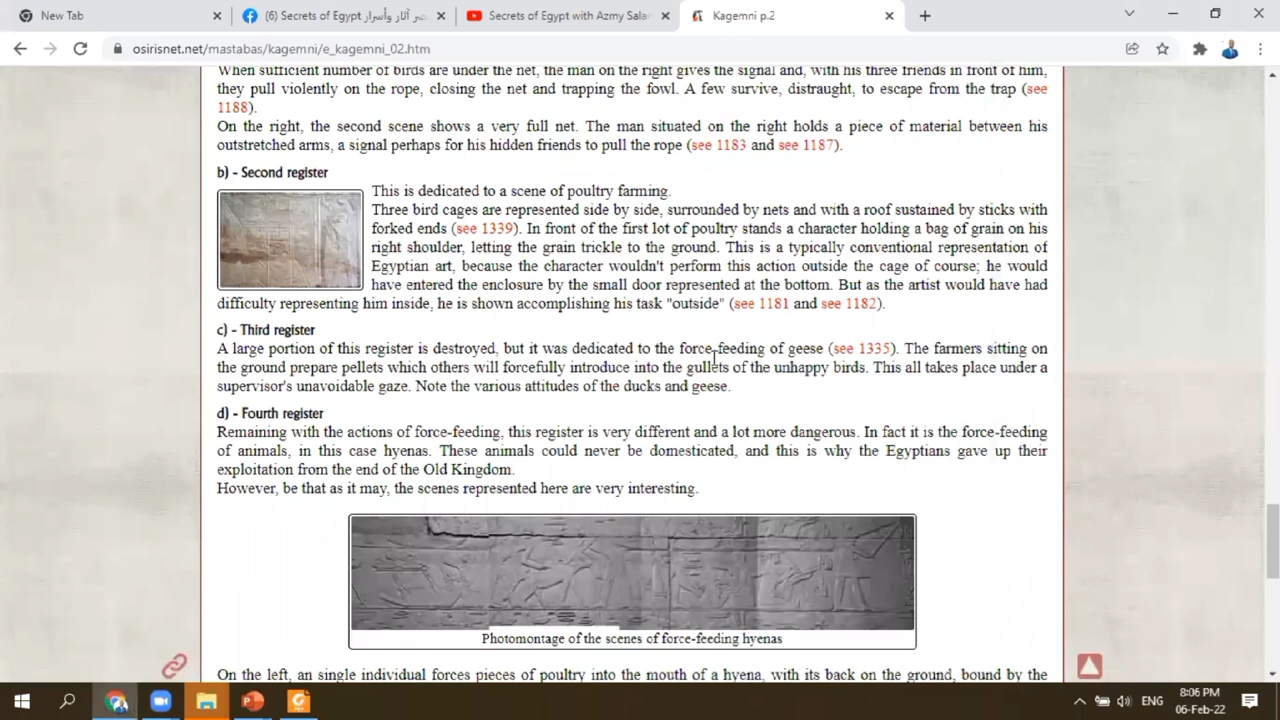 New Tab
(6) Secrets of Egypt مصر آثار وأسرار
Secrets of Egypt with Azmy Salar
Kagemni p.2
osirisnet.net/mastabas/kagemni/e_kagemni_02.htm
When sufficient number of birds are under the net, the man on the right gives the signal and, with his three friends in front of him,
they pull violently on the rope, closing the net and trapping the fowl. A few survive, distraught, to escape from the trap (see
1188).
On the right, the second scene shows a very full net. The man situated on the right holds a piece of material between his
outstretched arms, a signal perhaps for his hidden friends to pull the rope (see 1183 and see 1187).
b) - Second register
This is dedicated to a scene of poultry farming.
Three bird cages are represented side by side, surrounded by nets and with a roof sustained by sticks with
forked ends (see 1339). In front of the first lot of poultry stands a character holding a bag of grain on his
right shoulder, letting the grain trickle to the ground. This is a typically conventional representation of
Egyptian art, because the character wouldn't perform this action outside the cage of course; he would
have entered the enclosure by the small door represented at the bottom. But as the artist would have had
difficulty representing him inside, he is shown accomplishing his task "outside" (see 1181 and see 1182).
c) - Third register
A large portion of this register is destroyed, but it was dedicated to the force-feeding of geese (see 1335). The farmers sitting on
the ground prepare pellets which others will forcefully introduce into the gullets of the unhappy birds. This all takes place under a
supervisor's unavoidable gaze. Note the various attitudes of the ducks and geese.
d) - Fourth register
Remaining with the actions of force-feeding, this register is very different and a lot more dangerous. In fact it is the force-feeding
of animals, in this case hyenas. These animals could never be domesticated, and this is why the Egyptians gave up their
exploitation from the end of the Old Kingdom.
However, be that as it may, the scenes represented here are very interesting.
Photomontage of the scenes of force-feeding hyenas
On the left, an single individual forces pieces of poultry into the mouth of a hyena, with its back on the ground, bound by the
ENG
8:06 PM
06-Feb-22